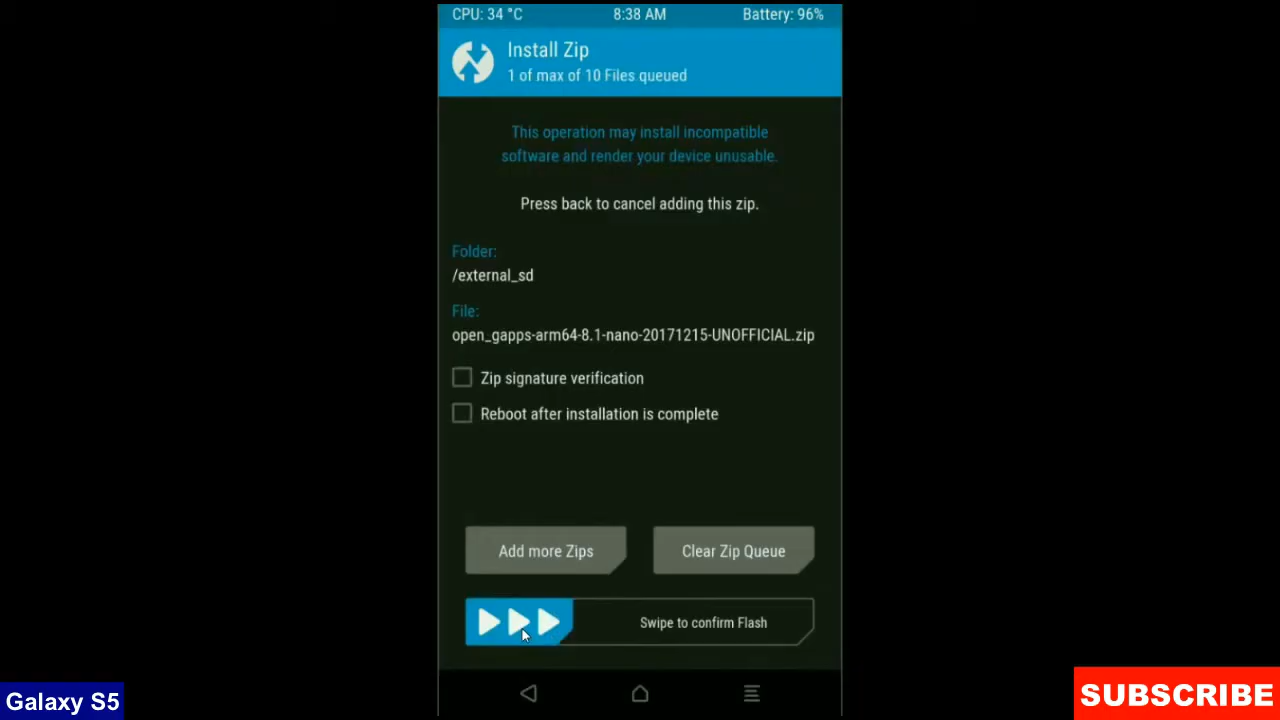 CPU: 34 °C 8:38 AM Battery: 96%
Install Zip
1 of max of 10 Files queued
This operation may install incompatible
software and render your device unusable.
Press back to cancel adding this zip.
Folder:
/external_sd
File:
open_gapps-arm64-8.1-nano-20171215-UNOFFICIAL.zip
Zip signature verification
Reboot after installation is complete
Add more Zips Clear Zip Queue
Swipe to confirm Flash
Galaxy S5
SUBSCRIBE